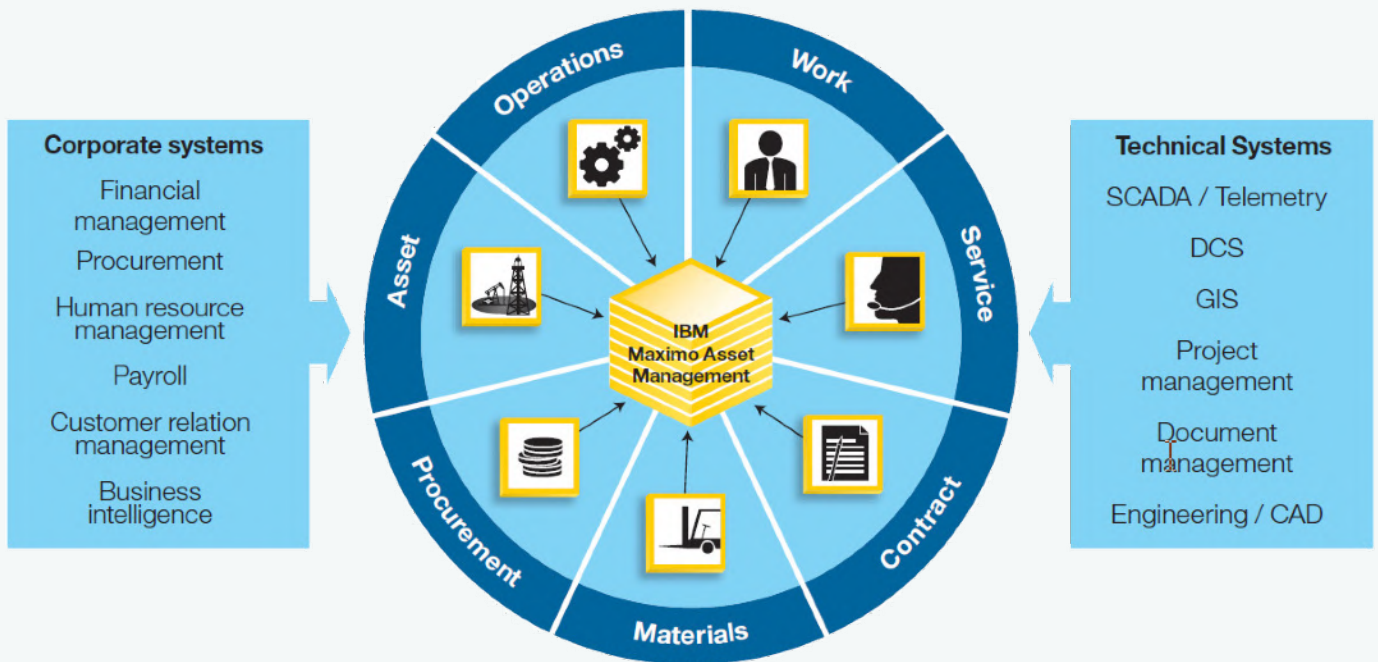 Corporate systems
Financial
management
Procurement
Human resource
management
Payroll
Customer relation
management
Business
intelligence
Operations
Work
Asset
Service
IBM
Maximo Asset
Management
Procurement
Contract
Materials
Technical Systems
SCADA / Telemetry
DCS
GIS
Project
management
Document
management
Engineering / CAD